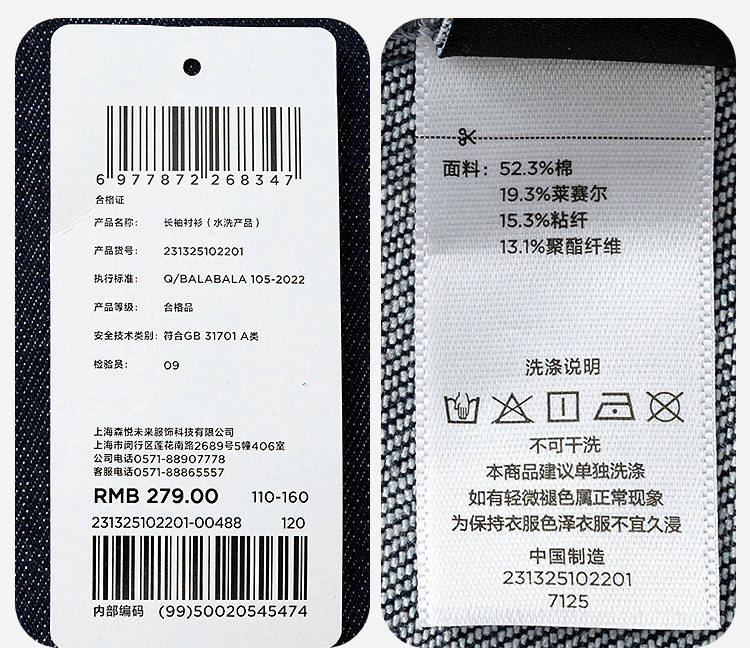 6 977872 268347
合格证
产品名称： 长袖衬衫（水洗产品）
产品货号： 231325102201
执行标准： Q/BALABALA 105-2022
产品等级： 合格品
安全技术类别： 符合GB 31701 A类
检验员： 09
上海森悦未来服饰科技有限公司
上海市闵行区莲花南路2689号5幢406室
公司电话0571-88907778
客服电话0571-88865557
RMB 279.00 110-160
231325102201-00488 120
内部编码 (99)50020545474
面料： 52.3%棉
19.3%莱赛尔
15.3%粘纤
13.1%聚酯纤维
洗涤说明
不可干洗
本商品建议单独洗涤
如有轻微褪色属正常现象
为保持衣服色泽衣服不宜久浸
中国制造
231325102201
7125